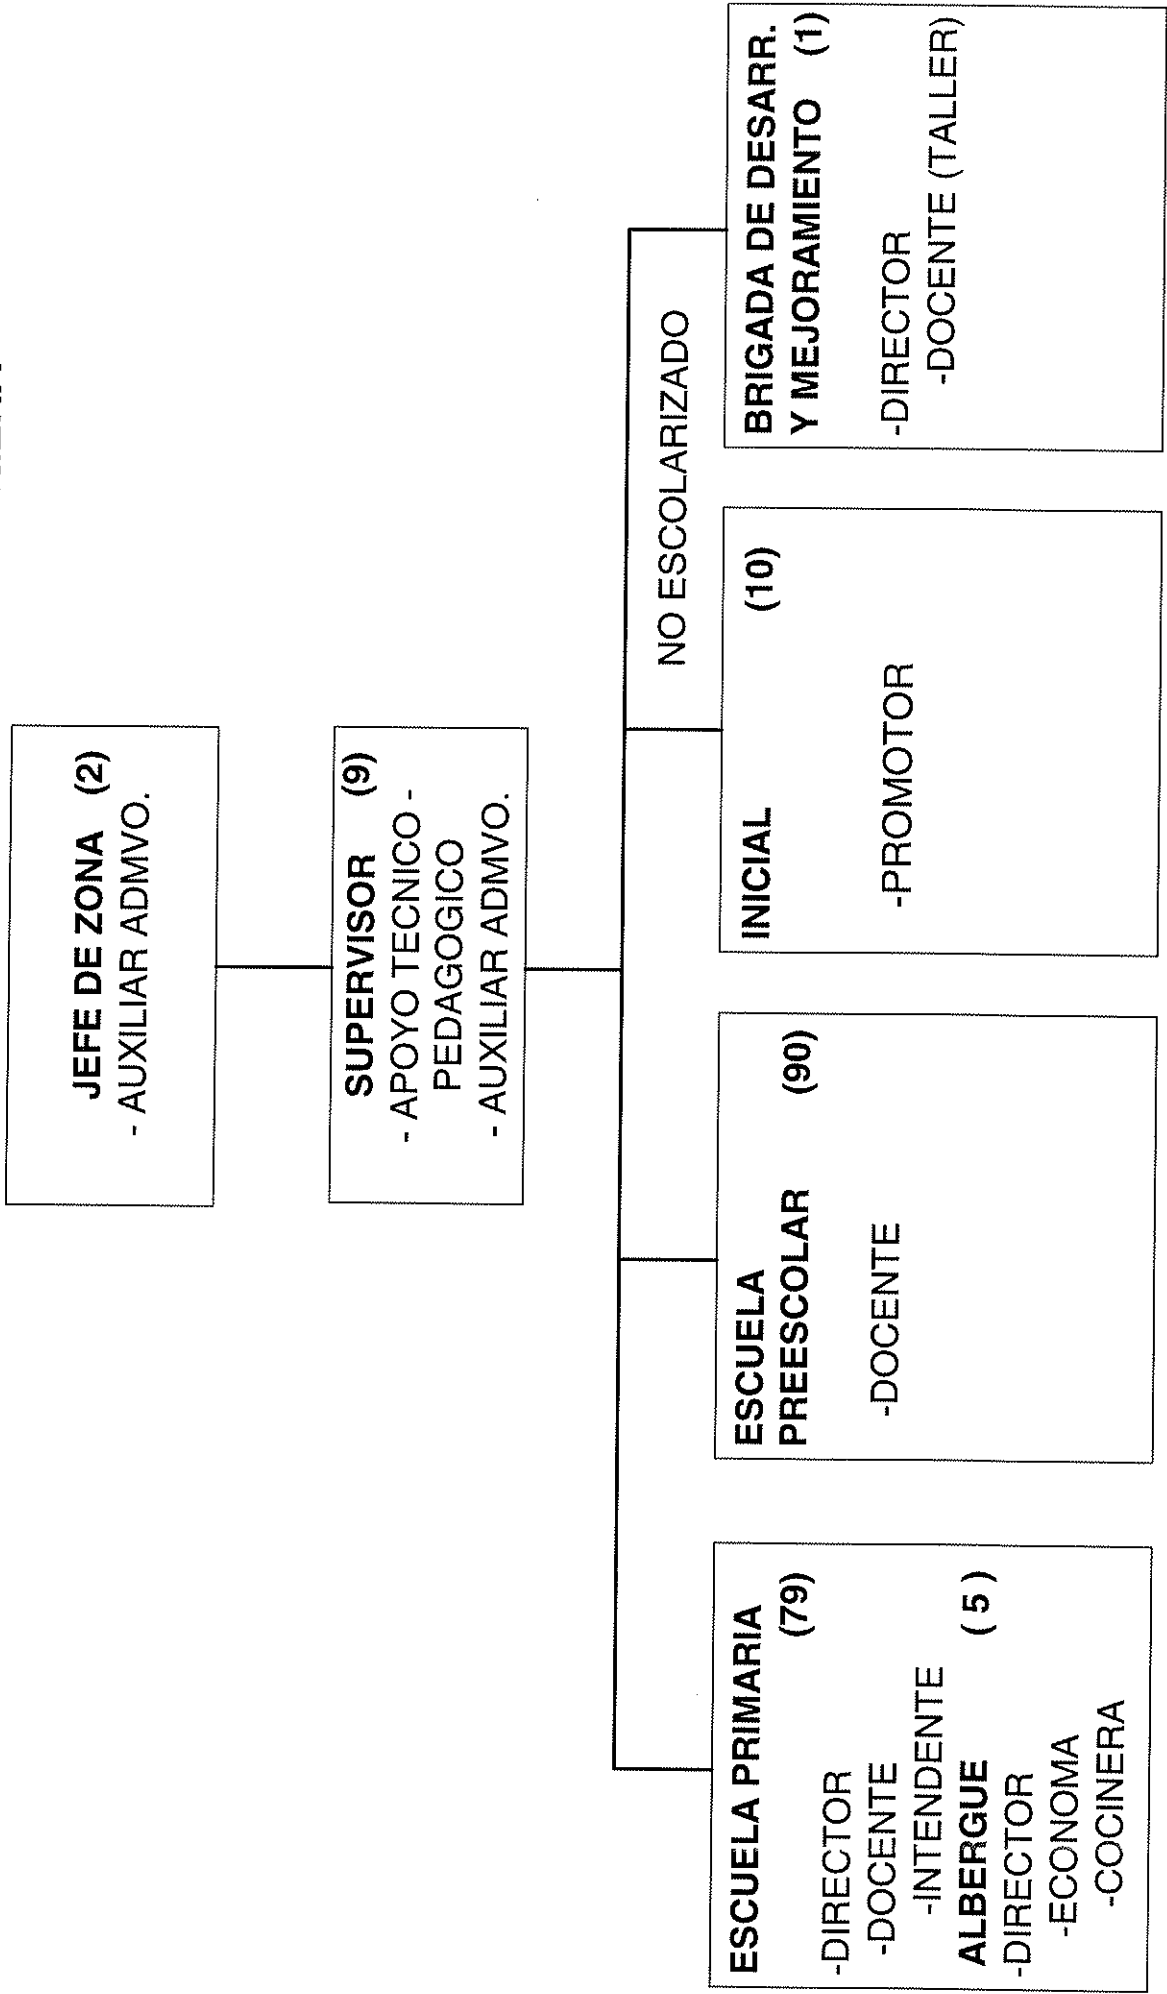 JEFE DE ZONA (2)
- AUXILIAR ADMVO.
SUPERVISOR (9)
- APOYO TECNICO -
PEDAGOGICO
- AUXILIAR ADMVO.
NO ESCOLARIZADO
ESCUELA PRIMARIA
(79)
-DIRECTOR
-DOCENTE
-INTENDENTE
ALBERGUE ( 5 )
-DIRECTOR
-ECONOMA
-COCINERA
ESCUELA
PREESCOLAR (90)
-DOCENTE
INICIAL (10)
-PROMOTOR
BRIGADA DE DESARR.
Y MEJORAMIENTO (1)
-DIRECTOR
-DOCENTE (TALLER)